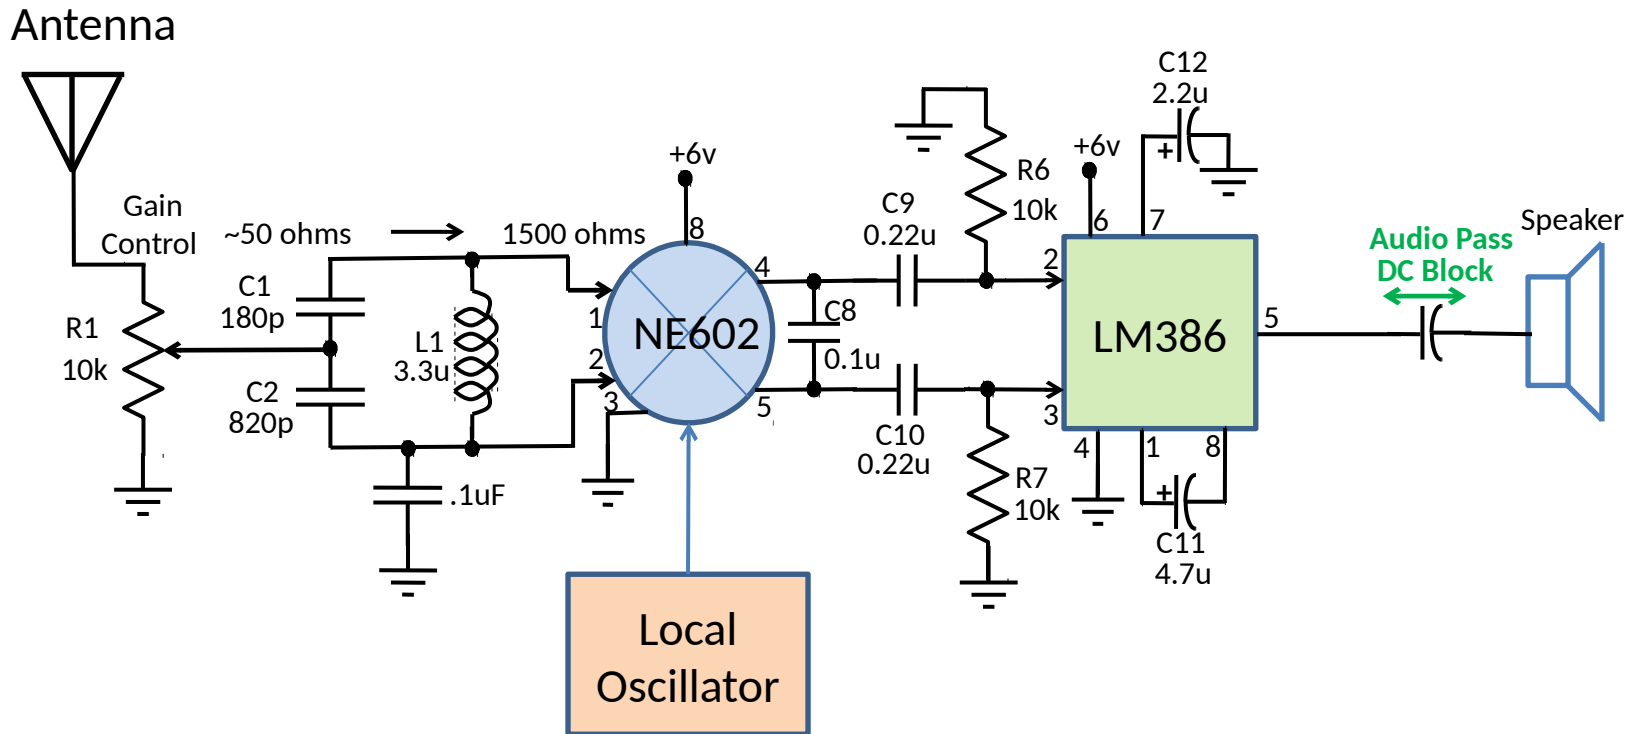 Antenna
Gain
Control
R1
10k
~50 ohms
1500 ohms
C1
180p
C2
820p
L1
3.3u
.1uF
+6v
8
1
2
3
NE602
4
5
Local
Oscillator
C8
0.1u
C9
0.22u
C10
0.22u
R6
10k
R7
10k
+6v
6
7
2
3
LM386
5
4
1
8
C12
2.2u
+
+
C11
4.7u
Audio Pass
DC Block
Speaker